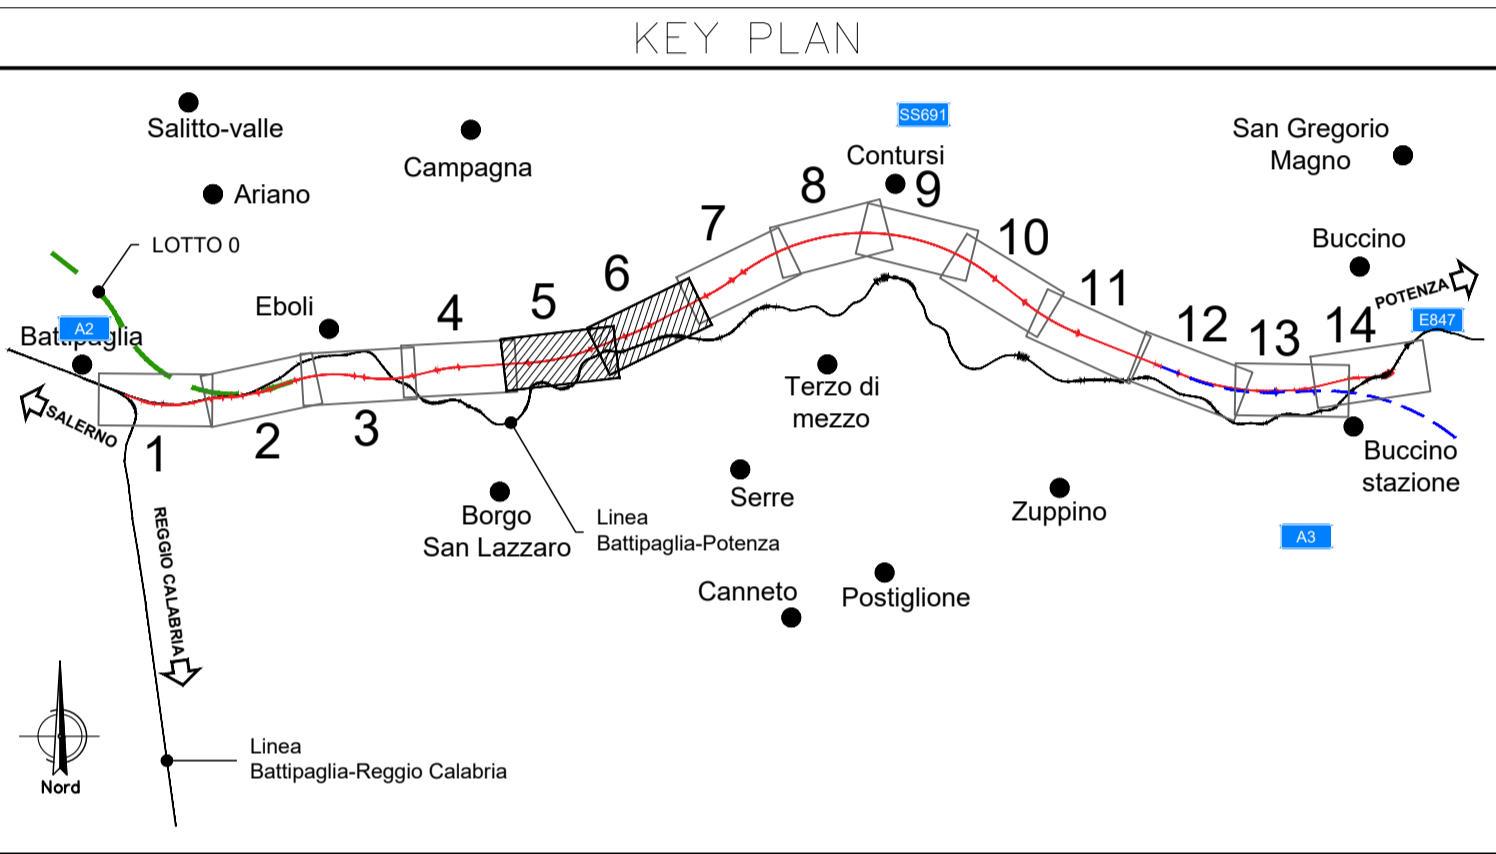 KEY PLAN
SS691
Salitto-valle
Campagna
Contursi
San Gregorio
Magno
Ariano
LOTTO 0
Buccino
POTENZA
E847
Eboli
A2
Battipaglia
SALERNO
1
2
3
4
5
6
7
8
9
10
11
12
13
14
Terzo di
mezzo
Buccino
stazione
Serre
Zuppino
Borgo
San Lazzaro
Linea
Battipaglia-Potenza
A3
Canneto
Postiglione
REGGIO CALABRIA
Linea
Battipaglia-Reggio Calabria
Nord